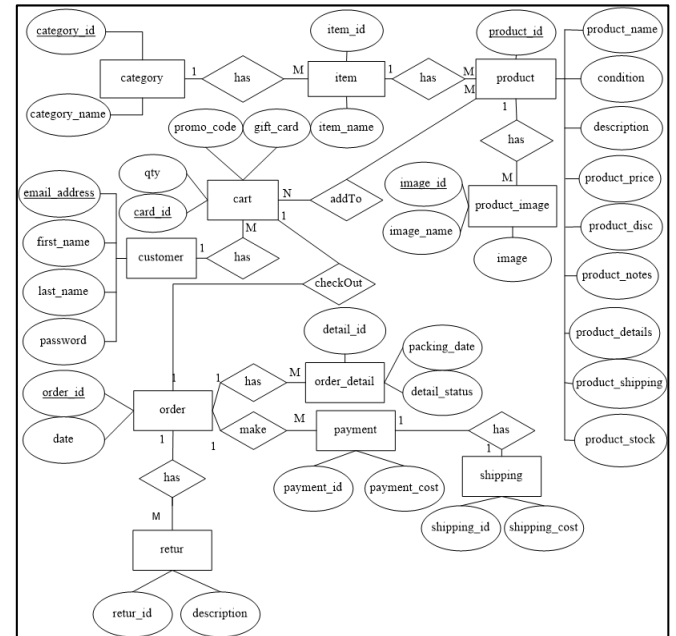 category_id
item_id
product_id
product_name
category
1
has
M
item
1
has
M
product
M
condition
category_name
item_name
description
promo_code
gift_card
1
has
M
product_price
qty
card_id
cart
N
addTo
image_id
image_name
product_image
image
product_disc
email_address
first_name
last_name
password
customer
1
has
M
1
checkOut
product_notes
product_details
product_shipping
product_stock
detail_id
packing_date
detail_status
order_id
date
1
order
1
has
M
order_detail
1
make
M
payment
1
has
1
shipping
payment_id
payment_cost
shipping_id
shipping_cost
1
has
M
retur
retur_id
description